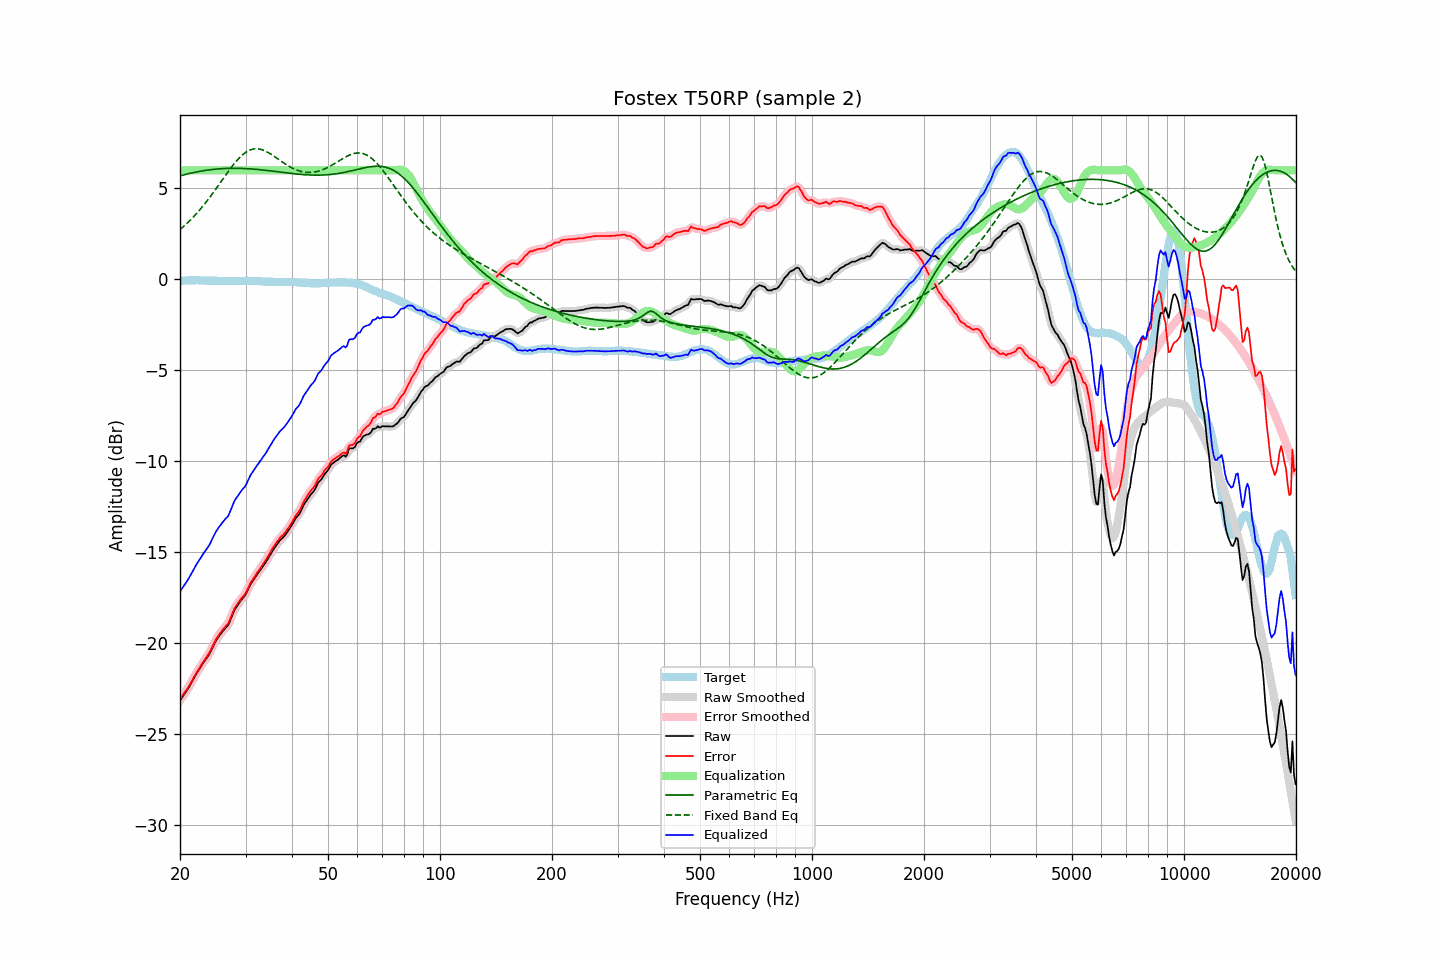 Fostex T50RP (sample 2)
Amplitude (dBr)
5
0
−5
−10
−15
−20
−25
−30
Target
Raw Smoothed
Error Smoothed
Raw
Error
Equalization
Parametric Eq
Fixed Band Eq
Equalized
20 50 100 200 500 1000 2000 5000 10000 20000
Frequency (Hz)